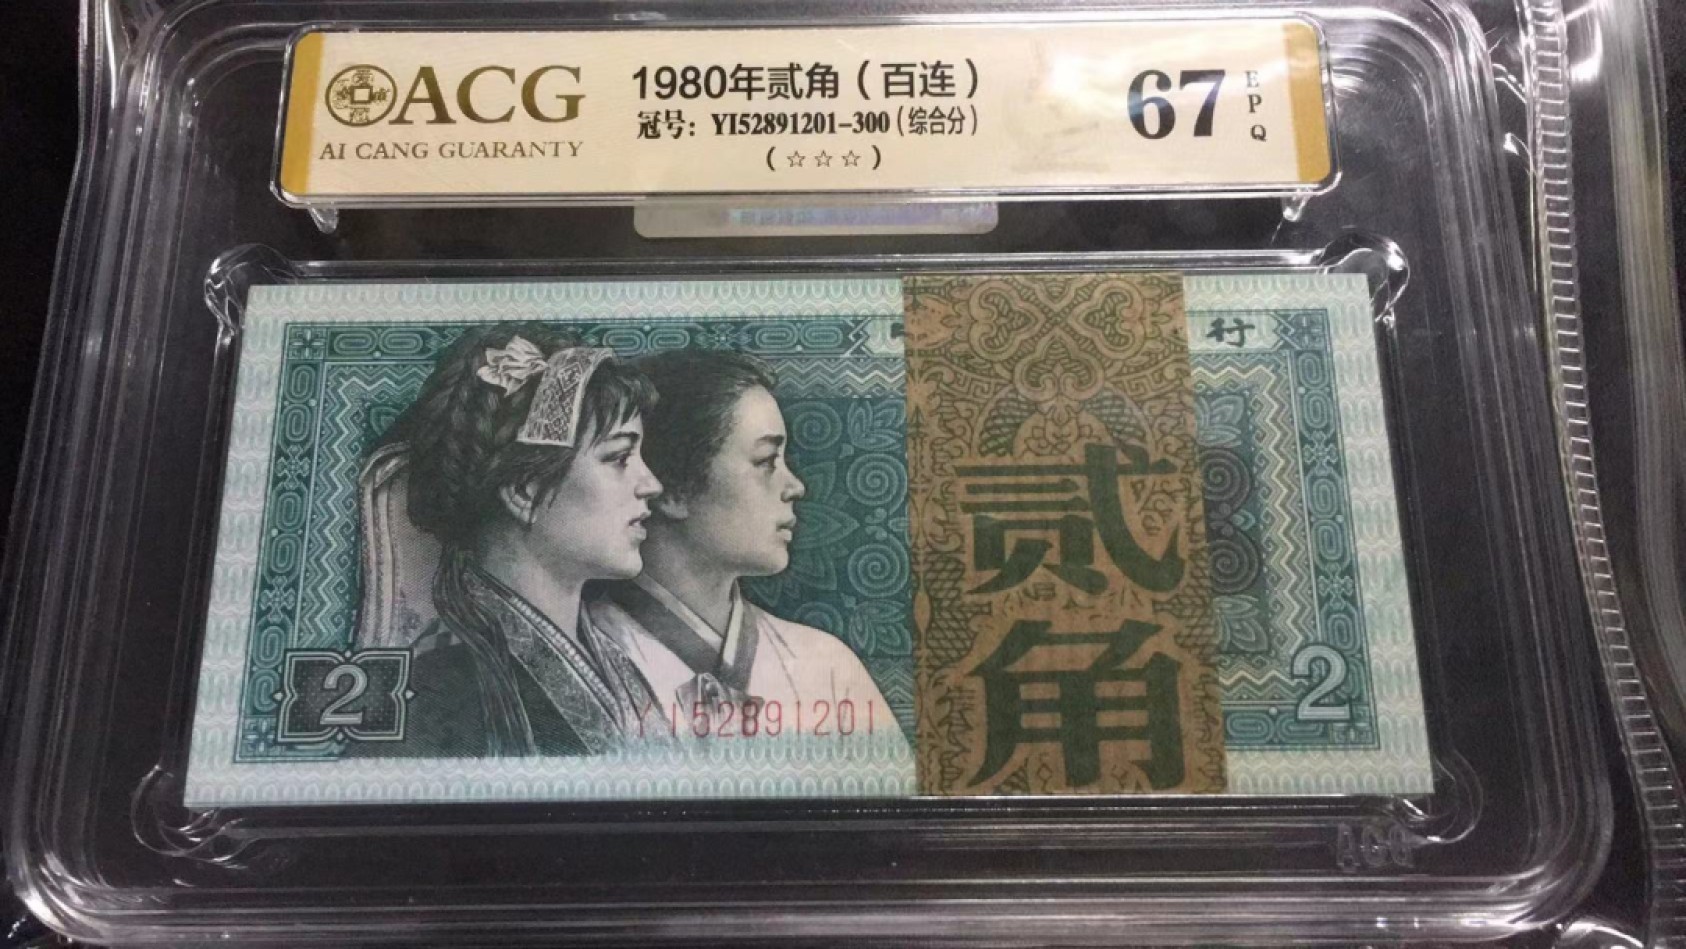 ACG
AI CANG GUARANTY
1980年贰角（百连）
冠号：YI52891201-300（综合分）
（☆☆☆）
67
EPQ
行
贰角
2
YI52891201
2
ACG